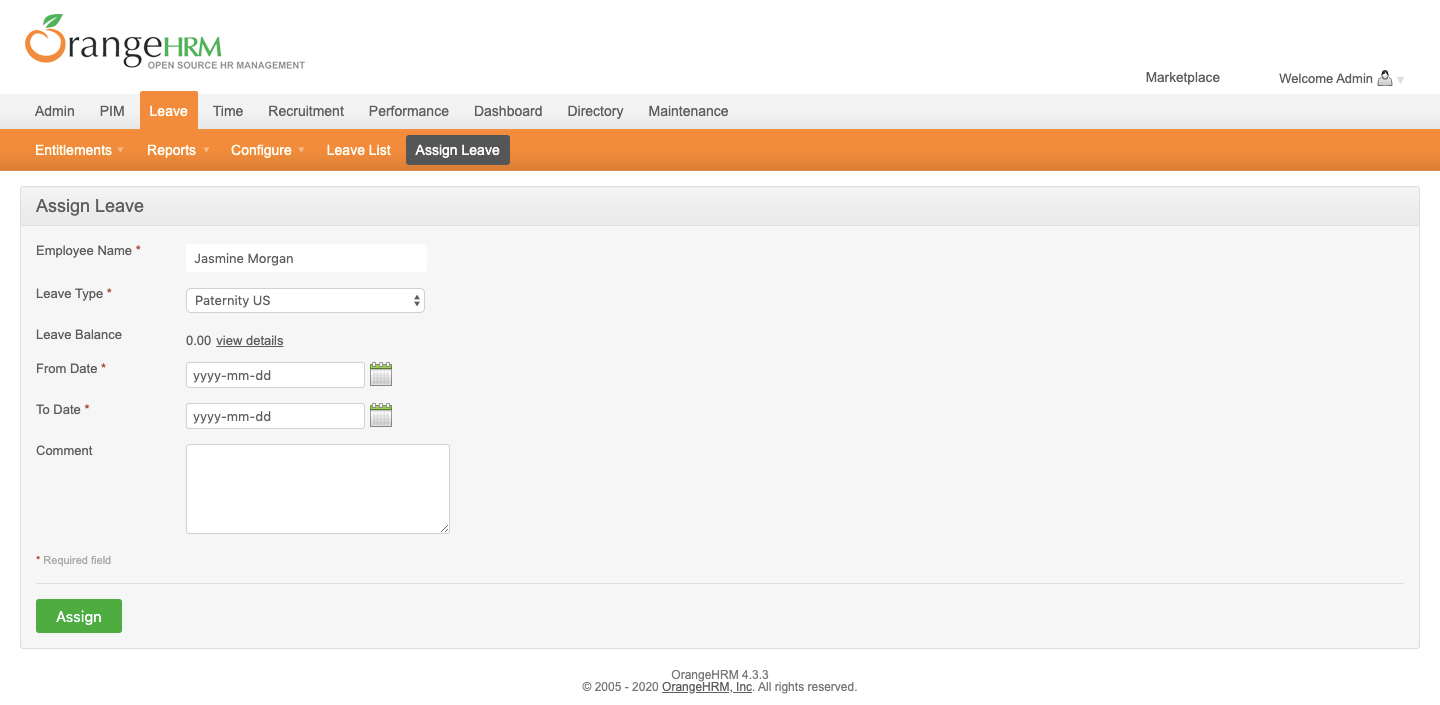 OrangeHRM
OPEN SOURCE HR MANAGEMENT
Marketplace Welcome Admin
Admin PIM Leave Time Recruitment Performance Dashboard Directory Maintenance
Entitlements Reports Configure Leave List Assign Leave
Assign Leave
Employee Name * Jasmine Morgan
Leave Type * Paternity US
Leave Balance 0.00 view details
From Date * yyyy-mm-dd
To Date * yyyy-mm-dd
Comment
* Required field
Assign
OrangeHRM 4.3.3
© 2005 - 2020 OrangeHRM, Inc. All rights reserved.